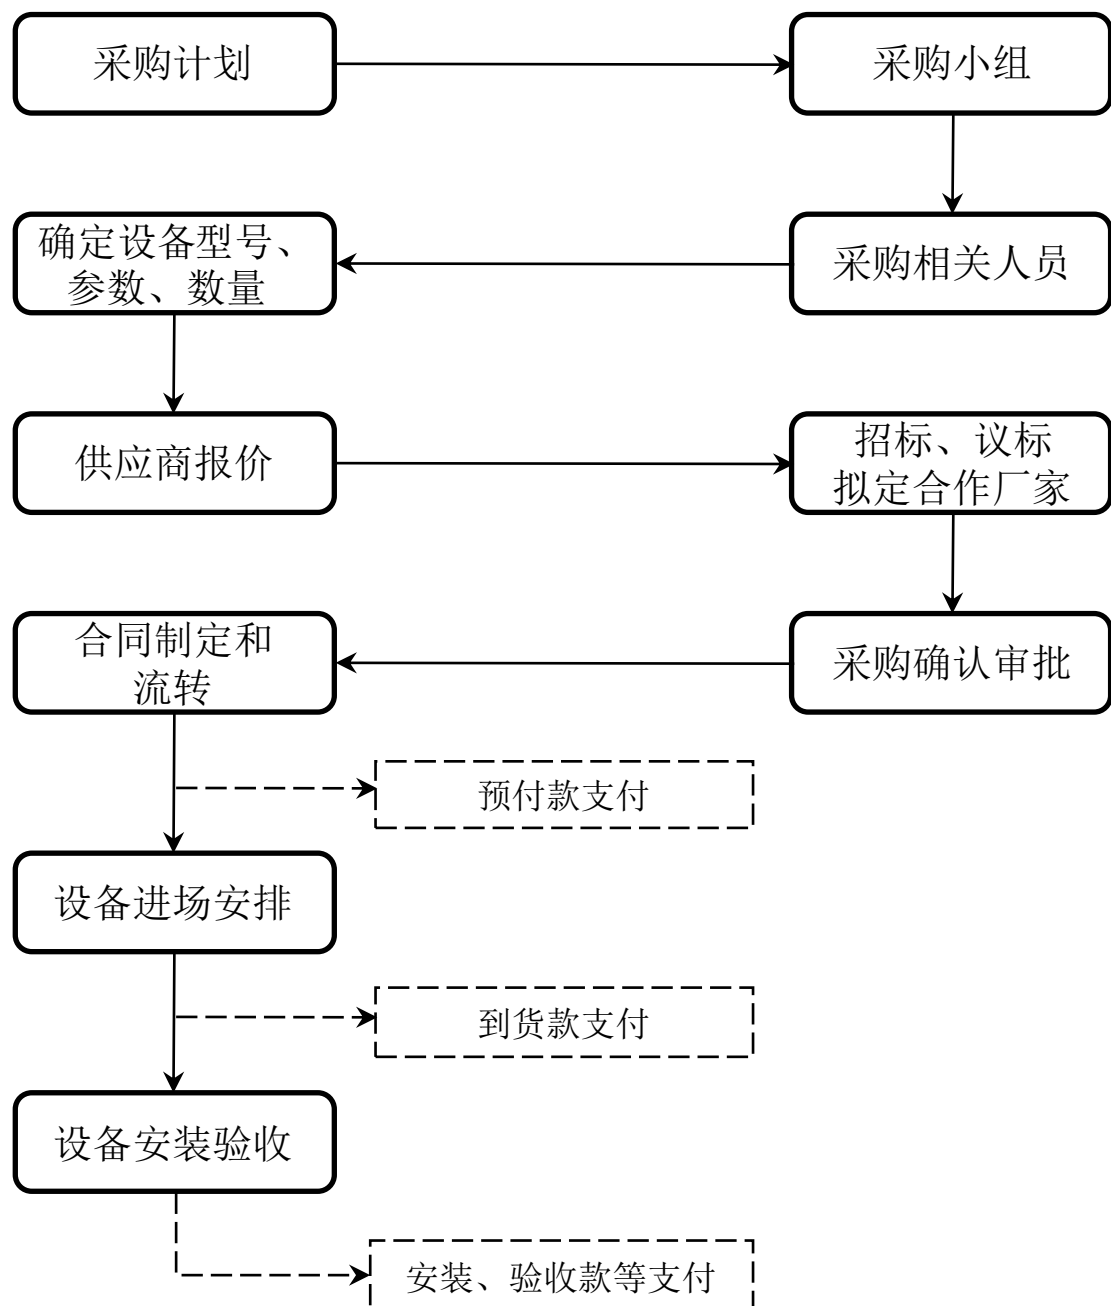 采购计划
采购小组
确定设备型号、
参数、数量
采购相关人员
供应商报价
招标、议标
拟定合作厂家
合同制定和
流转
采购确认审批
预付款支付
设备进场安排
到货款支付
设备安装验收
安装、验收款等支付